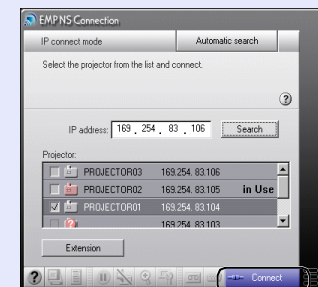 EMP NS Connection
IP connect mode Automatic search
Select the projector from the list and connect.
IP address: 169 . 254 . 83 . 106 Search
Projector:
PROJECTOR03 169.254. 83.106
PROJECTOR02 169.254. 83.105 in Use
PROJECTOR01 169.254. 83.104
169.254. 83.103
Extension
Connect